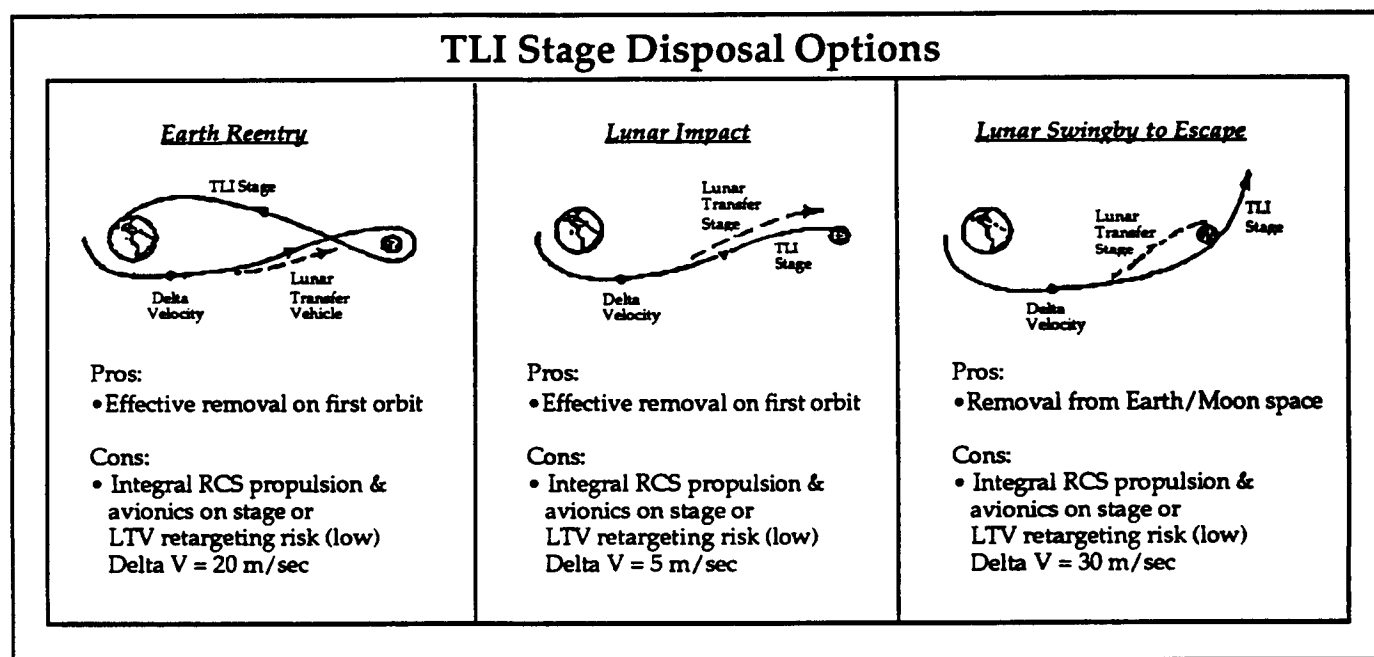 TLI Stage Disposal Options
Earth Reentry
TLI Stage
Delta
Velocity
Lunar
Transfer
Vehicle
Pros:
•Effective removal on first orbit
Cons:
• Integral RCS propulsion &
avionics on stage or
LTV retargeting risk (low)
Delta V = 20 m/sec
Lunar Impact
Lunar
Transfer
Stage
TLI
Stage
Delta
Velocity
Pros:
•Effective removal on first orbit
Cons:
• Integral RCS propulsion &
avionics on stage or
LTV retargeting risk (low)
Delta V = 5 m/sec
Lunar Swingby to Escape
Lunar
Transfer
Stage
TLI
Stage
Delta
Velocity
Pros:
•Removal from Earth/Moon space
Cons:
• Integral RCS propulsion &
avionics on stage or
LTV retargeting risk (low)
Delta V = 30 m/sec